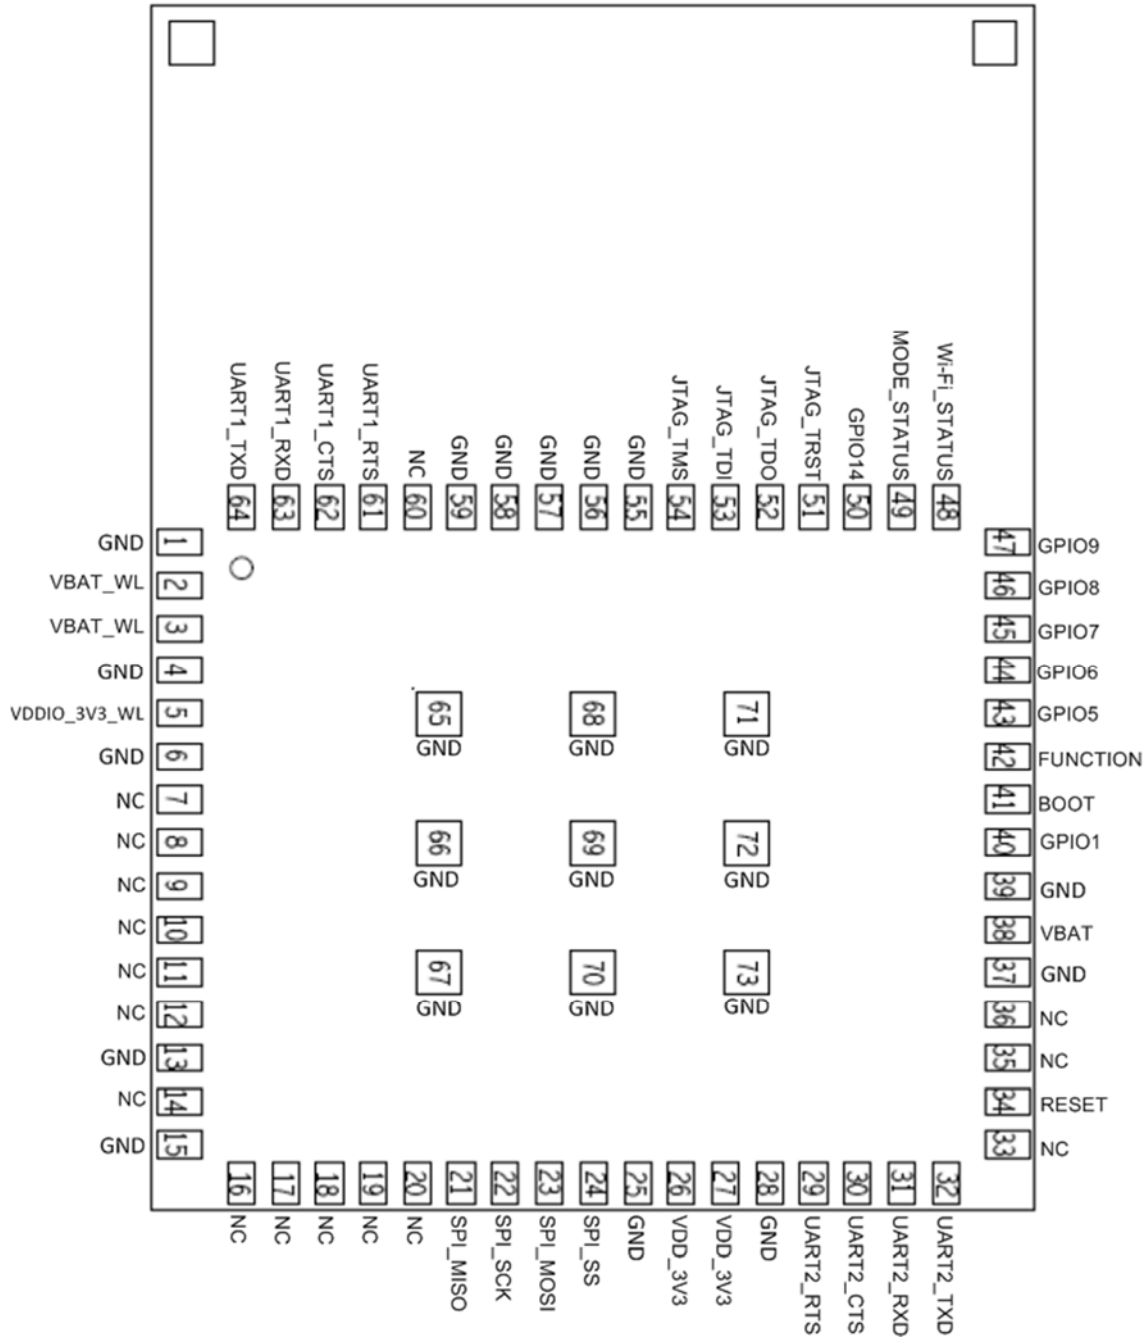 UART1_TXD
UART1_RXD
UART1_CTS
UART1_RTS
NC
GND
GND
GND
GND
GND
JTAG_TMS
JTAG_TDI
JTAG_TDO
JTAG_TRST
GPIO14
MODE_STATUS
Wi-Fi_STATUS
64
63
62
61
60
59
58
57
56
55
54
53
52
51
50
49
48
GND 1
VBAT_WL 2
VBAT_WL 3
GND 4
VDDIO_3V3_WL 5
GND 6
NC 7
NC 8
NC 9
NC 10
NC 11
NC 12
GND 13
NC 14
GND 15
65
GND
68
GND
71
GND
66
GND
69
GND
72
GND
67
GND
70
GND
73
GND
47 GPIO9
46 GPIO8
45 GPIO7
44 GPIO6
43 GPIO5
42 FUNCTION
41 BOOT
40 GPIO1
39 GND
38 VBAT
37 GND
36 NC
35 NC
34 RESET
33 NC
16
17
18
19
20
21
22
23
24
25
26
27
28
29
30
31
32
NC
NC
NC
NC
NC
SPI_MISO
SPI_SCK
SPI_MOSI
SPI_SS
GND
VDD_3V3
VDD_3V3
GND
UART2_RTS
UART2_CTS
UART2_RXD
UART2_TXD